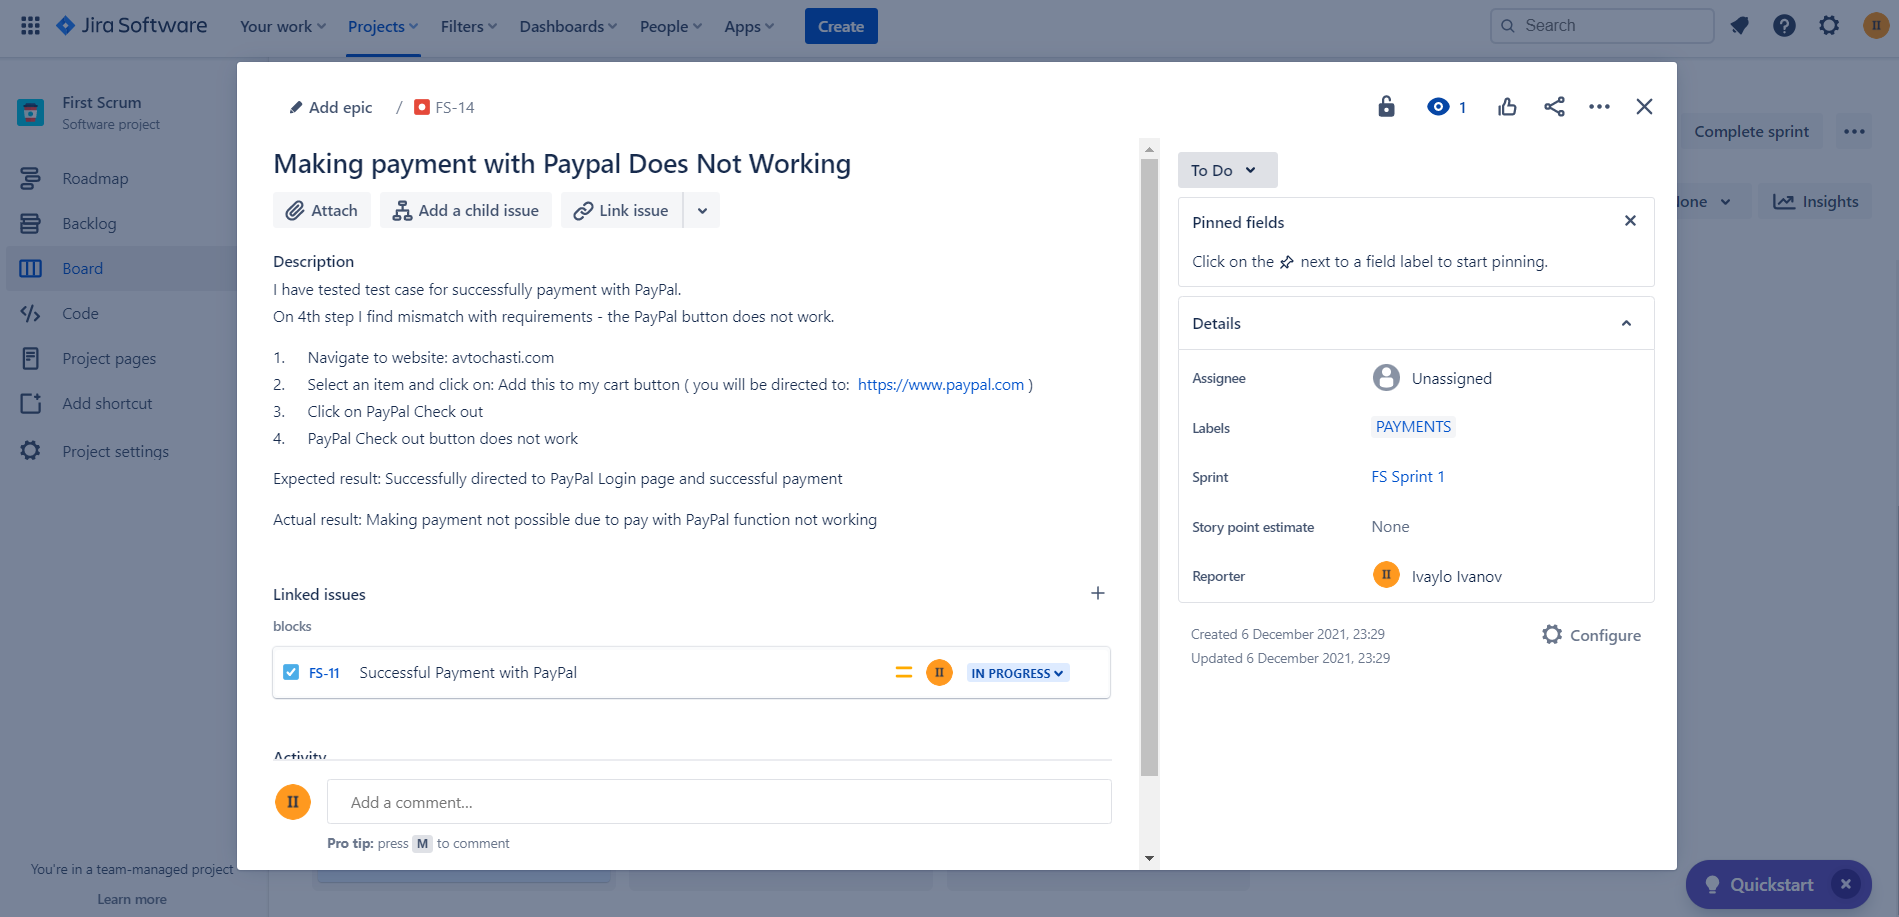 Jira Software
Your work
Projects
Filters
Dashboards
People
Apps
Create
Search
II
First Scrum
Software project
Roadmap
Backlog
Board
Code
Project pages
Add shortcut
Project settings
You're in a team-managed project
Learn more
Add epic / FS-14
1
Making payment with Paypal Does Not Working
Attach
Add a child issue
Link issue
Description
I have tested test case for successfully payment with PayPal.
On 4th step I find mismatch with requirements - the PayPal button does not work.
1. Navigate to website: avtochasti.com
2. Select an item and click on: Add this to my cart button ( you will be directed to: https://www.paypal.com )
3. Click on PayPal Check out
4. PayPal Check out button does not work
Expected result: Successfully directed to PayPal Login page and successful payment
Actual result: Making payment not possible due to pay with PayPal function not working
Linked issues
blocks
FS-11 Successful Payment with PayPal II IN PROGRESS
Activity
II
Add a comment...
Pro tip: press M to comment
To Do
Pinned fields
Click on the next to a field label to start pinning.
Details
Assignee Unassigned
Labels PAYMENTS
Sprint FS Sprint 1
Story point estimate None
Reporter II Ivaylo Ivanov
Created 6 December 2021, 23:29
Updated 6 December 2021, 23:29
Configure
Complete sprint
Insights
Quickstart